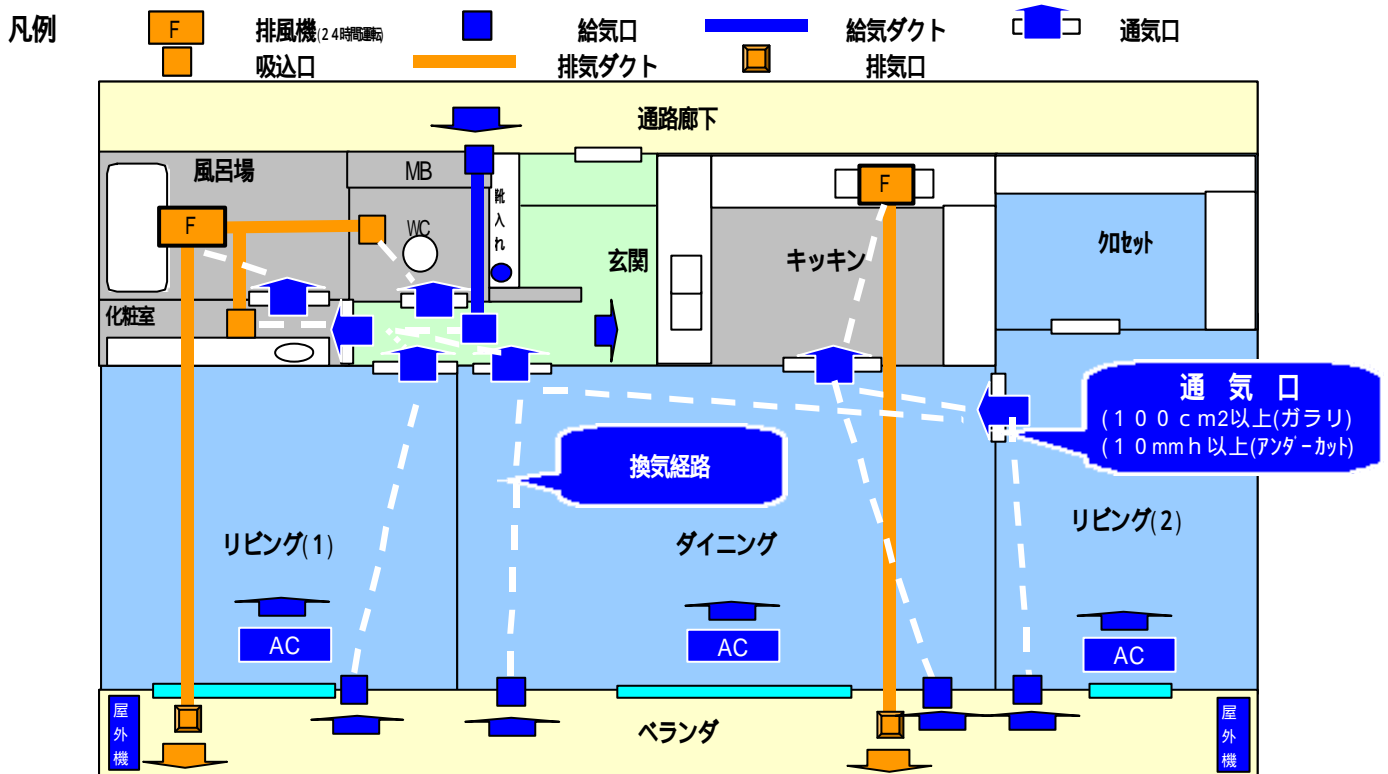 凡例
F 排風機(24時間運転) 給気口 給気ダクト 通気口
吸込口 排気ダクト 排気口
通路廊下
風呂場
MB
靴入れ
F
F
WC
玄関
キッチン
クロセット
化粧室
通 気 口
(100cm2以上(ガラリ)
(10mmh以上(アンダーカット)
換気経路
リビング(1)
ダイニング
リビング(2)
AC
AC
AC
屋外機
ベランダ
屋外機